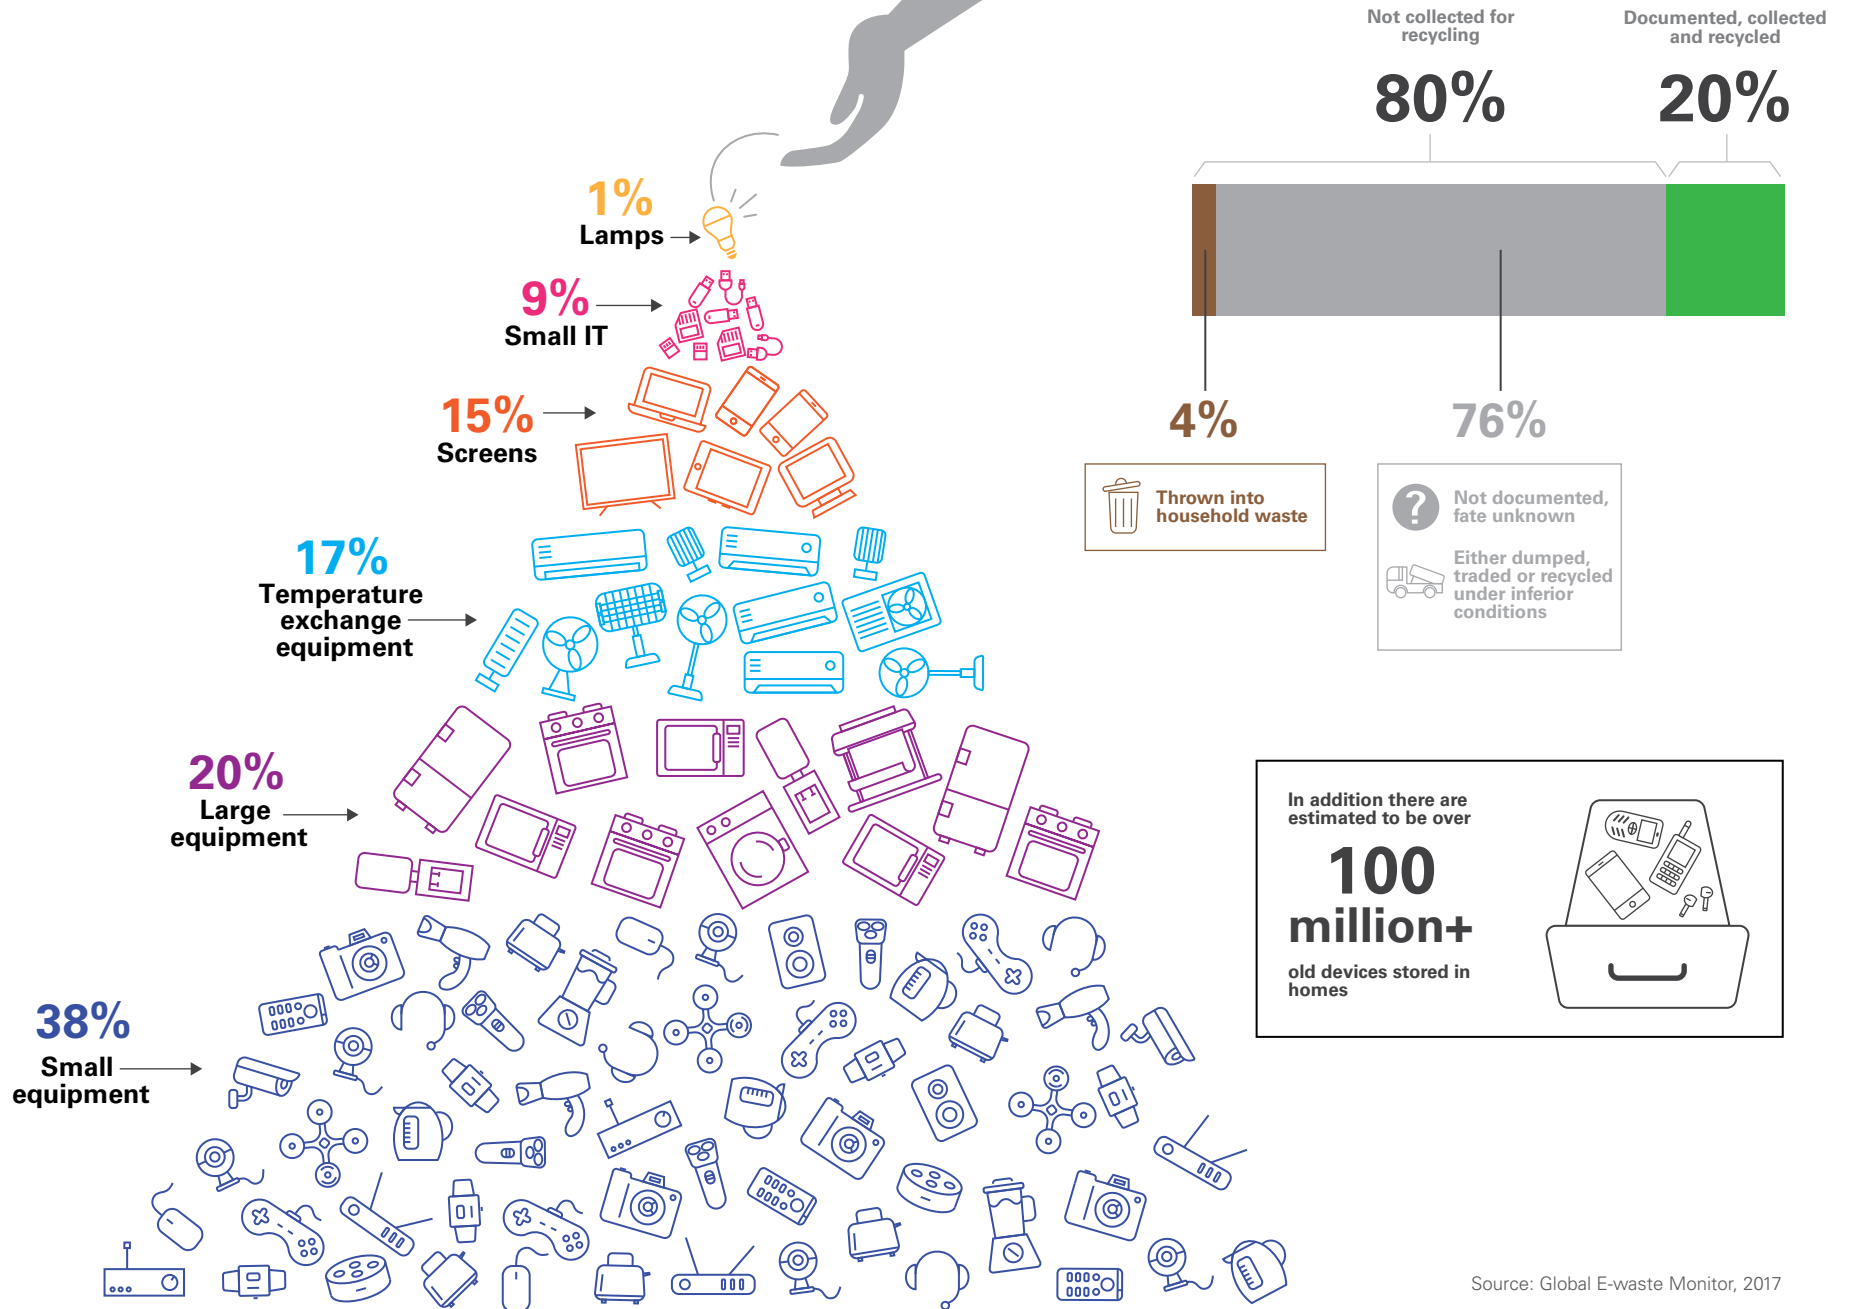 1%
Lamps
9%
Small IT
15%
Screens
17%
Temperature
exchange
equipment
20%
Large
equipment
38%
Small
equipment
Not collected for
recycling
80%
Documented, collected
and recycled
20%
4%
Thrown into
household waste
76%
?
Not documented,
fate unknown
Either dumped,
traded or recycled
under inferior
conditions
In addition there are
estimated to be over
100
million+
old devices stored in
homes
Source: Global E-waste Monitor, 2017